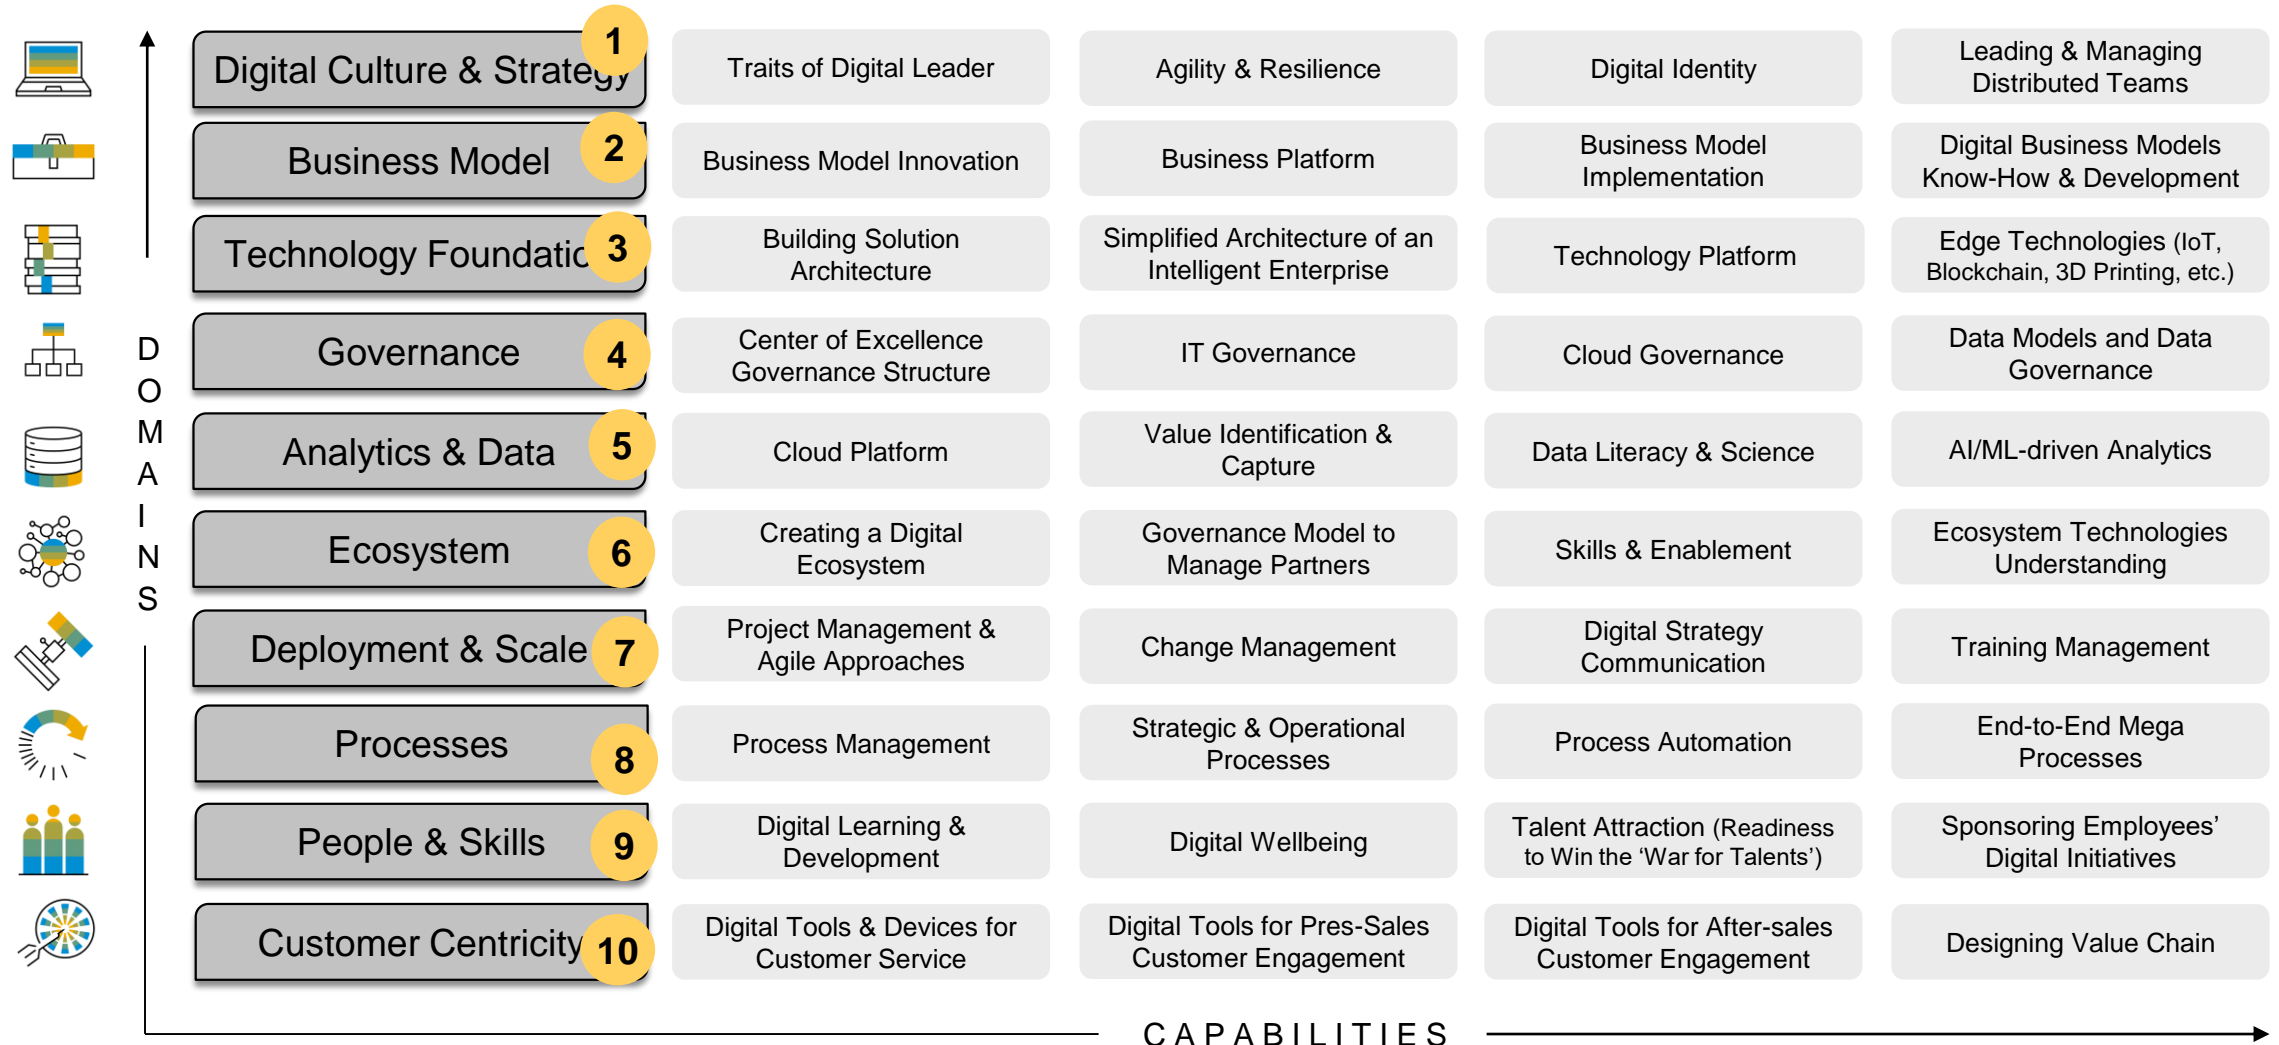 1
Digital Culture & Strategy
Traits of Digital Leader
Agility & Resilience
Digital Identity
Leading & Managing
Distributed Teams
2
Business Model
Business Model Innovation
Business Platform
Business Model
Implementation
Digital Business Models
Know-How & Development
3
Technology Foundatio
Building Solution
Architecture
Simplified Architecture of an
Intelligent Enterprise
Technology Platform
Edge Technologies (IoT,
Blockchain, 3D Printing, etc.)
4
Governance
Center of Excellence
Governance Structure
IT Governance
Cloud Governance
Data Models and Data
Governance
5
Analytics & Data
Cloud Platform
Value Identification &
Capture
Data Literacy & Science
AI/ML-driven Analytics
6
Ecosystem
Creating a Digital
Ecosystem
Governance Model to
Manage Partners
Skills & Enablement
Ecosystem Technologies
Understanding
7
Deployment & Scale
Project Management &
Agile Approaches
Change Management
Digital Strategy
Communication
Training Management
8
Processes
Process Management
Strategic & Operational
Processes
Process Automation
End-to-End Mega
Processes
9
People & Skills
Digital Learning &
Development
Digital Wellbeing
Talent Attraction (Readiness
to Win the ‘War for Talents’)
Sponsoring Employees’
Digital Initiatives
10
Customer Centricity
Digital Tools & Devices for
Customer Service
Digital Tools for Pres-Sales
Customer Engagement
Digital Tools for After-sales
Customer Engagement
Designing Value Chain
DOMAINS
CAPABILITIES